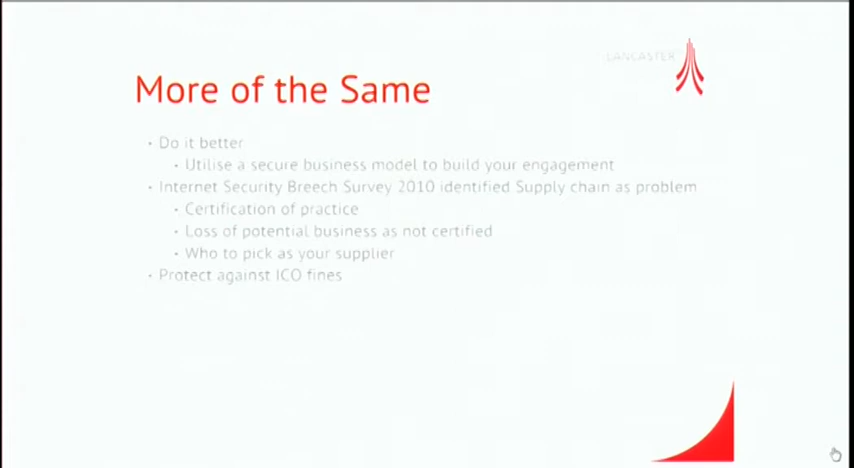 LANCASTER
More of the Same
• Do it better
• Utilise a secure business model to build your engagement
• Internet Security Breech Survey 2010 identified Supply chain as problem
• Certification of practice
• Loss of potential business as not certified
• Who to pick as your supplier
• Protect against ICO fines